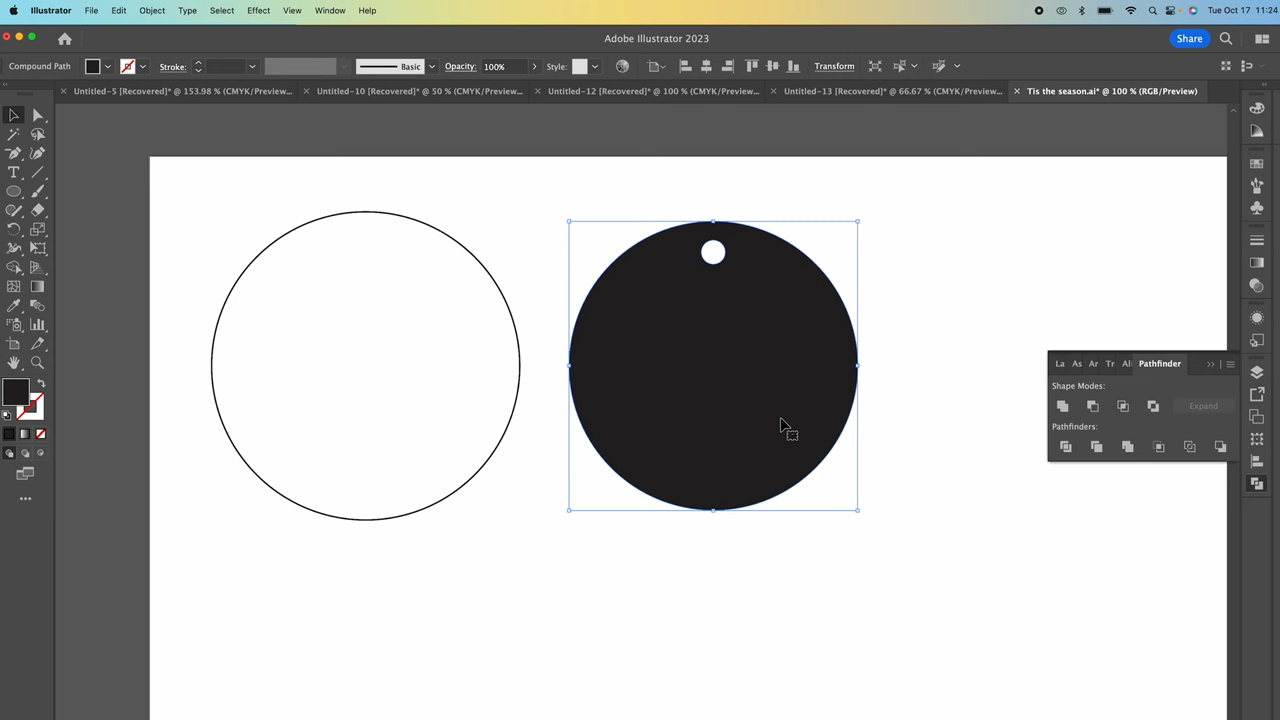 Illustrator File Edit Object Type Select Effect View Window Help Tue Oct 17 11:24
Adobe Illustrator 2023 Share
Compound Path Stroke: Basic Opacity: 100% Style: Transform
Untitled-5 [Recovered]* @ 153.98 % (CMYK/Preview... Untitled-10 [Recovered]* @ 50 % (CMYK/Preview... Untitled-12 [Recovered]* @ 100 % (CMYK/Preview... Untitled-13 [Recovered]* @ 66.67 % (CMYK/Preview... Tis the season.ai* @ 100 % (RGB/Preview)
La As Ar Tr Ali Pathfinder
Shape Modes:
Expand
Pathfinders: